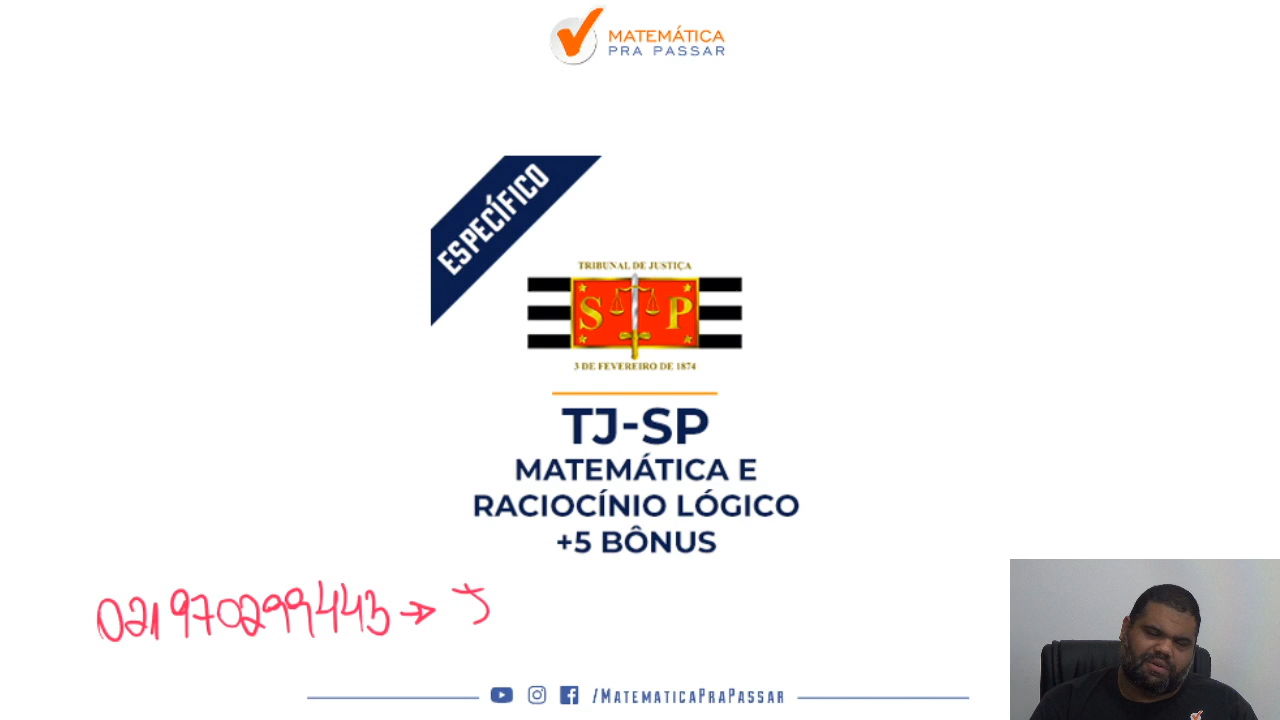 MATEMÁTICA
PRA PASSAR
ESPECÍFICO
TRIBUNAL DE JUSTIÇA
S P
3 DE FEVEREIRO DE 1874
TJ-SP
MATEMÁTICA E
RACIOCÍNIO LÓGICO
+5 BÔNUS
021970299443 → J
/MATEMATICAPRAPASSAR